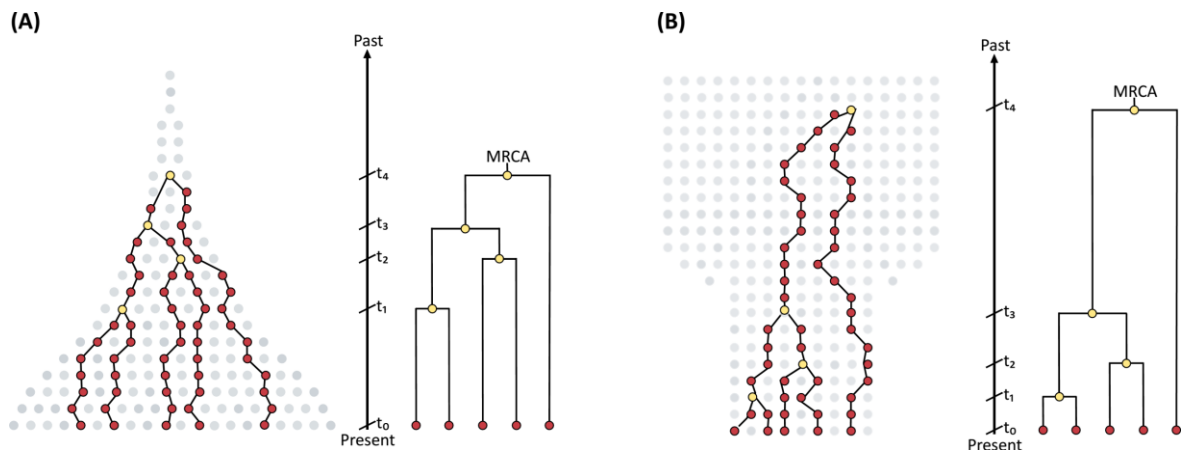 (A)
Past
MRCA
t4
t3
t2
t1
t0
Present
(B)
Past
MRCA
t4
t3
t2
t1
t0
Present